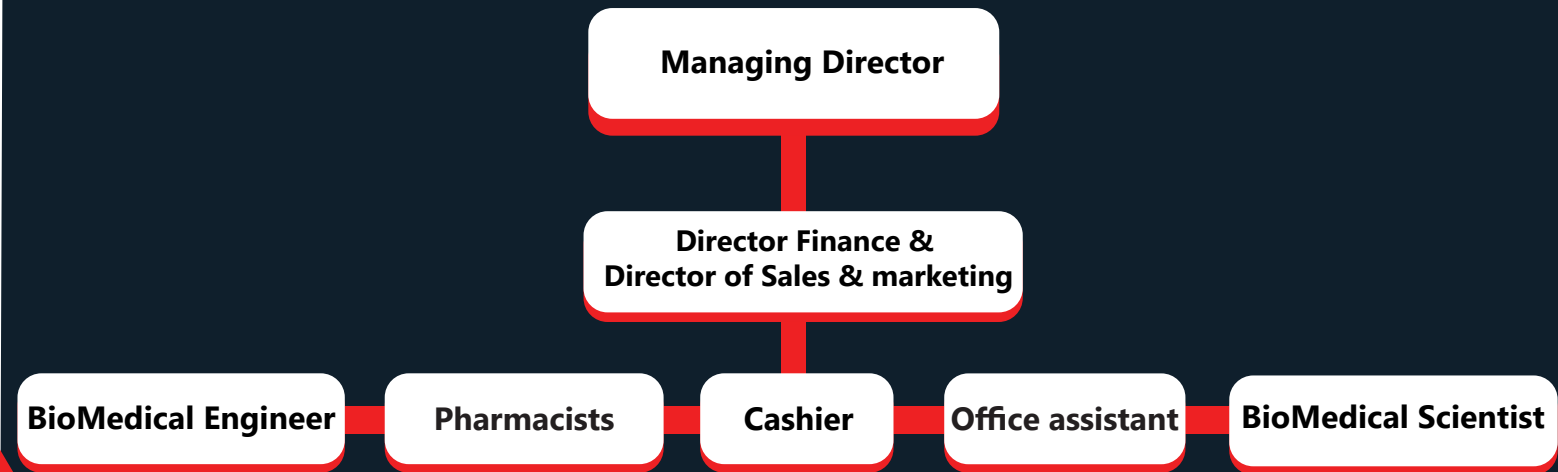 Managing Director
Director Finance &
Director of Sales & marketing
BioMedical Engineer
Pharmacists
Cashier
Office assistant
BioMedical Scientist